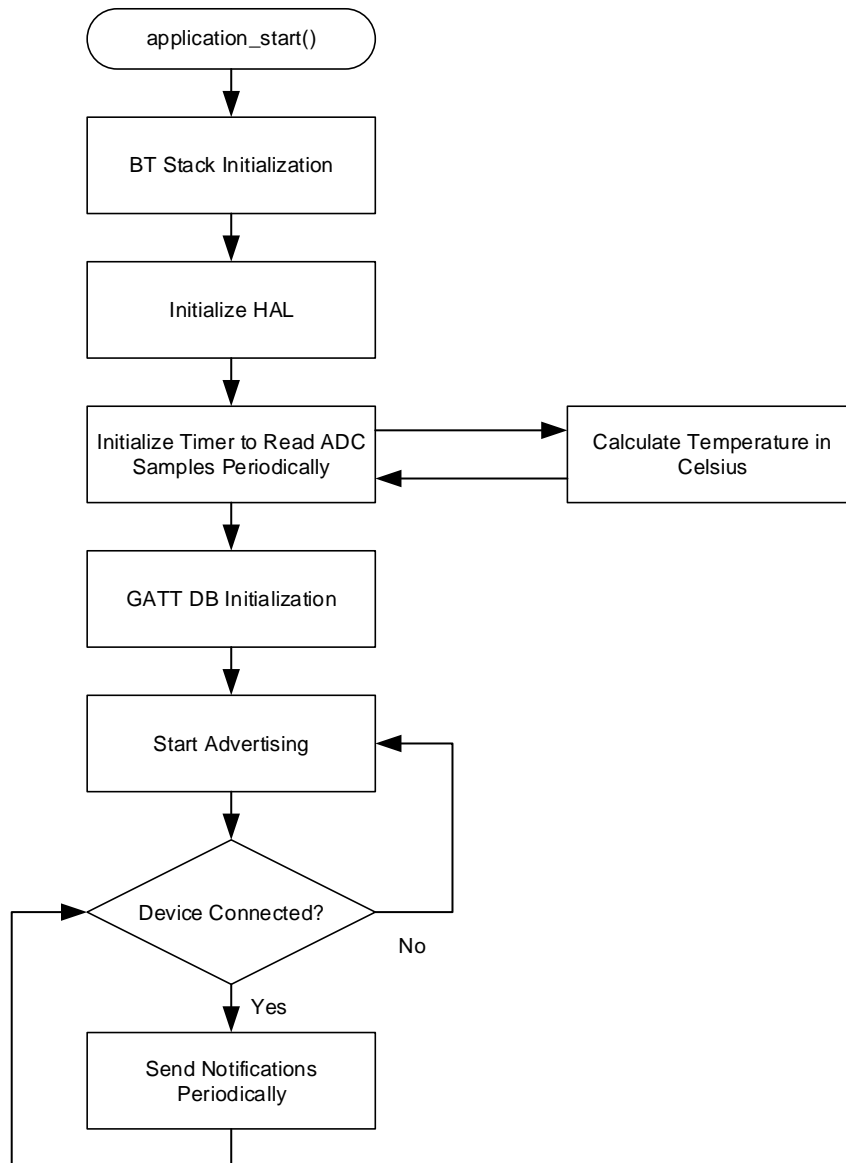 application_start()
BT Stack Initialization
Initialize HAL
Initialize Timer to Read ADC
Samples Periodically
Calculate Temperature in
Celsius
GATT DB Initialization
Start Advertising
Device Connected?
No
Yes
Send Notifications
Periodically